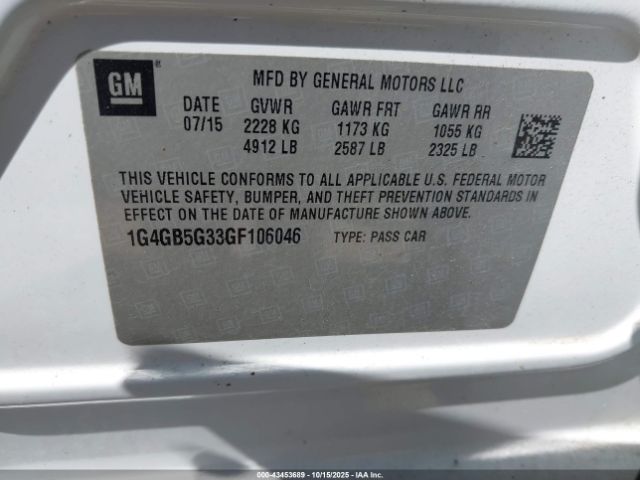 GM ®
MFD BY GENERAL MOTORS LLC
DATE GVWR GAWR FRT GAWR RR
07/15 2228 KG 1173 KG 1055 KG
4912 LB 2587 LB 2325 LB
THIS VEHICLE CONFORMS TO ALL APPLICABLE U.S. FEDERAL MOTOR
VEHICLE SAFETY, BUMPER, AND THEFT PREVENTION STANDARDS IN
EFFECT ON THE DATE OF MANUFACTURE SHOWN ABOVE.
1G4GB5G33GF106046 TYPE: PASS CAR
© - 43453689 - 10/15/2025 - IAA, Inc.